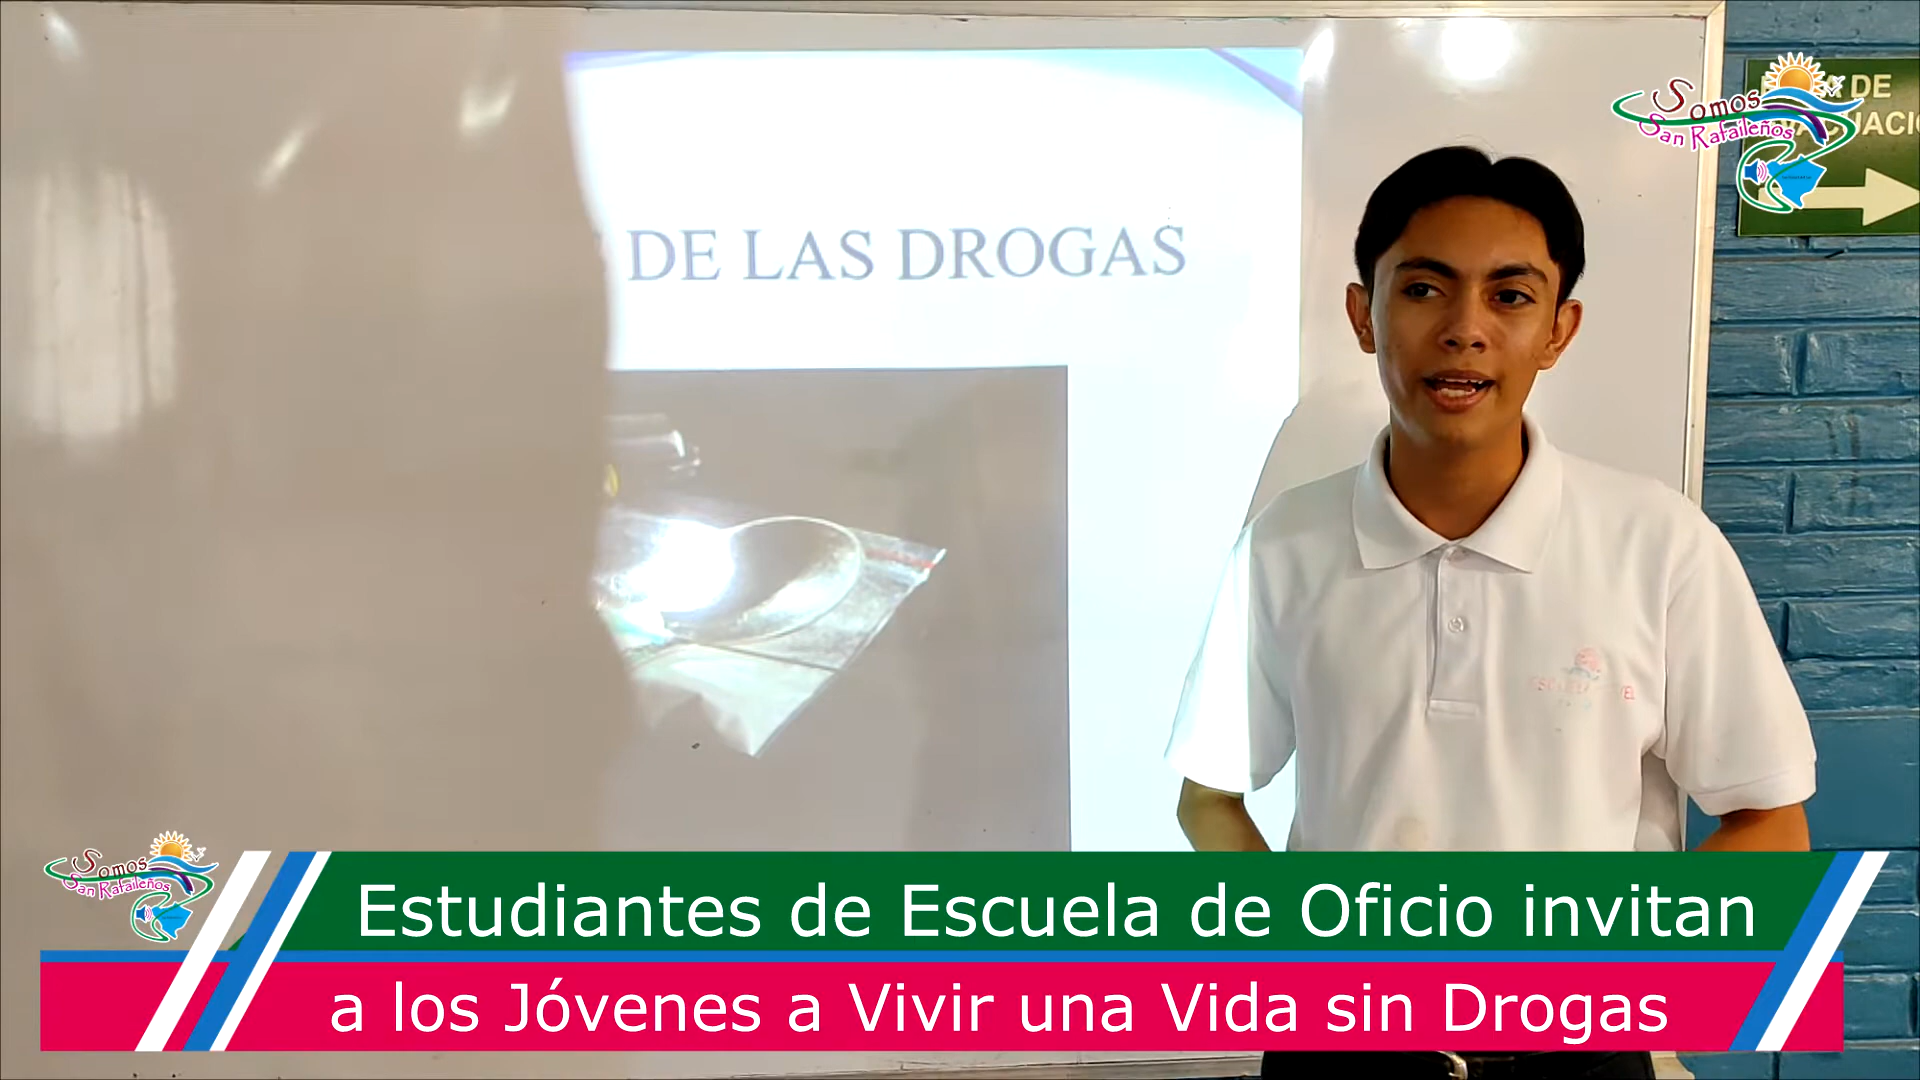 DE LAS DROGAS
DE
Somos
San Rafaileños
Somos
San Rafaileños
Estudiantes de Escuela de Oficio invitan
a los Jóvenes a Vivir una Vida sin Drogas